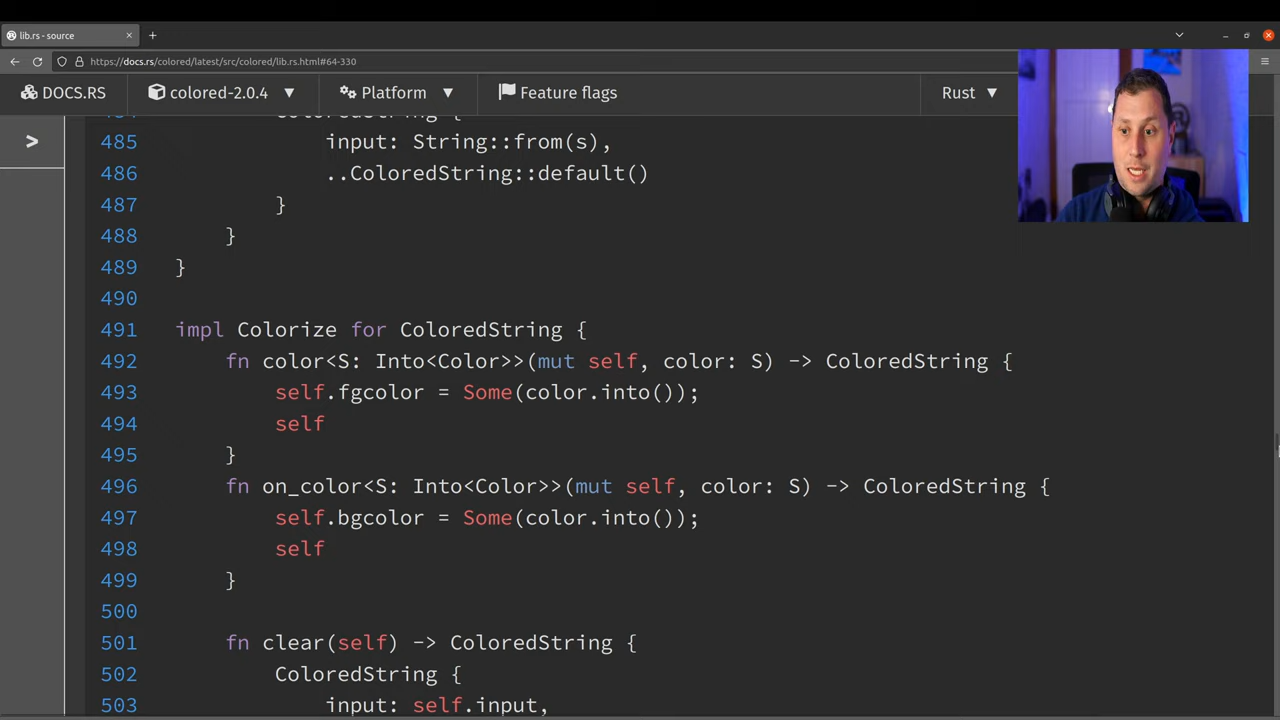 lib.rs - source
https://docs.rs/colored/latest/src/colored/lib.rs.html#64-330
DOCS.RS colored-2.0.4 Platform Feature flags Rust
>
484 ColoredString {
485 input: String::from(s),
486 ..ColoredString::default()
487 }
488 }
489 }
490
491 impl Colorize for ColoredString {
492 fn color<S: Into<Color>>(mut self, color: S) -> ColoredString {
493 self.fgcolor = Some(color.into());
494 self
495 }
496 fn on_color<S: Into<Color>>(mut self, color: S) -> ColoredString {
497 self.bgcolor = Some(color.into());
498 self
499 }
500
501 fn clear(self) -> ColoredString {
502 ColoredString {
503 input: self.input,